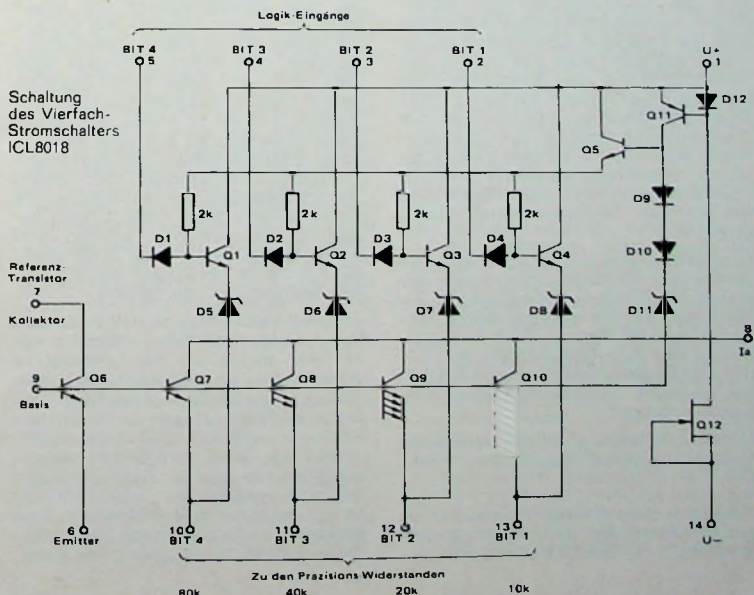 Logik-Eingänge
BIT 4 BIT 3 BIT 2 BIT 1 U+
5 4 3 2 1
Schaltung
des Vierfach-
Stromschalters
ICL8018
D12
Q11
Q5
2k 2k 2k 2k
D9
D1 D2 D3 D4
Q1 Q2 Q3 Q4
D10
Referenz-
Transistor
7
Kollektor
D5 D6 D7 D8 D11
8
Ia
9
Basis
Q6 Q7 Q8 Q9 Q10
Q12
6 10 11 12 13 14
Emitter BIT 4 BIT 3 BIT 2 BIT 1 U–
Zu den Prazisions-Widerstanden
80k 40k 20k 10k